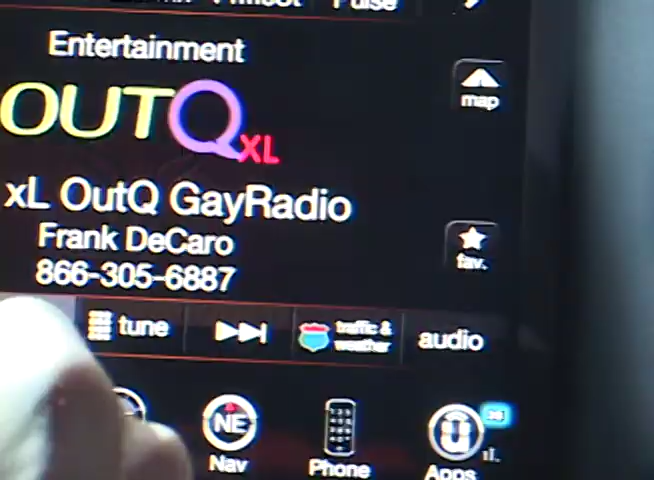 Pulse
Entertainment
OUTQ XL
map
xL OutQ GayRadio
Frank DeCaro
866-305-6887
fav.
tune
traffic &
weather
audio
NE
Nav
Phone
Apps